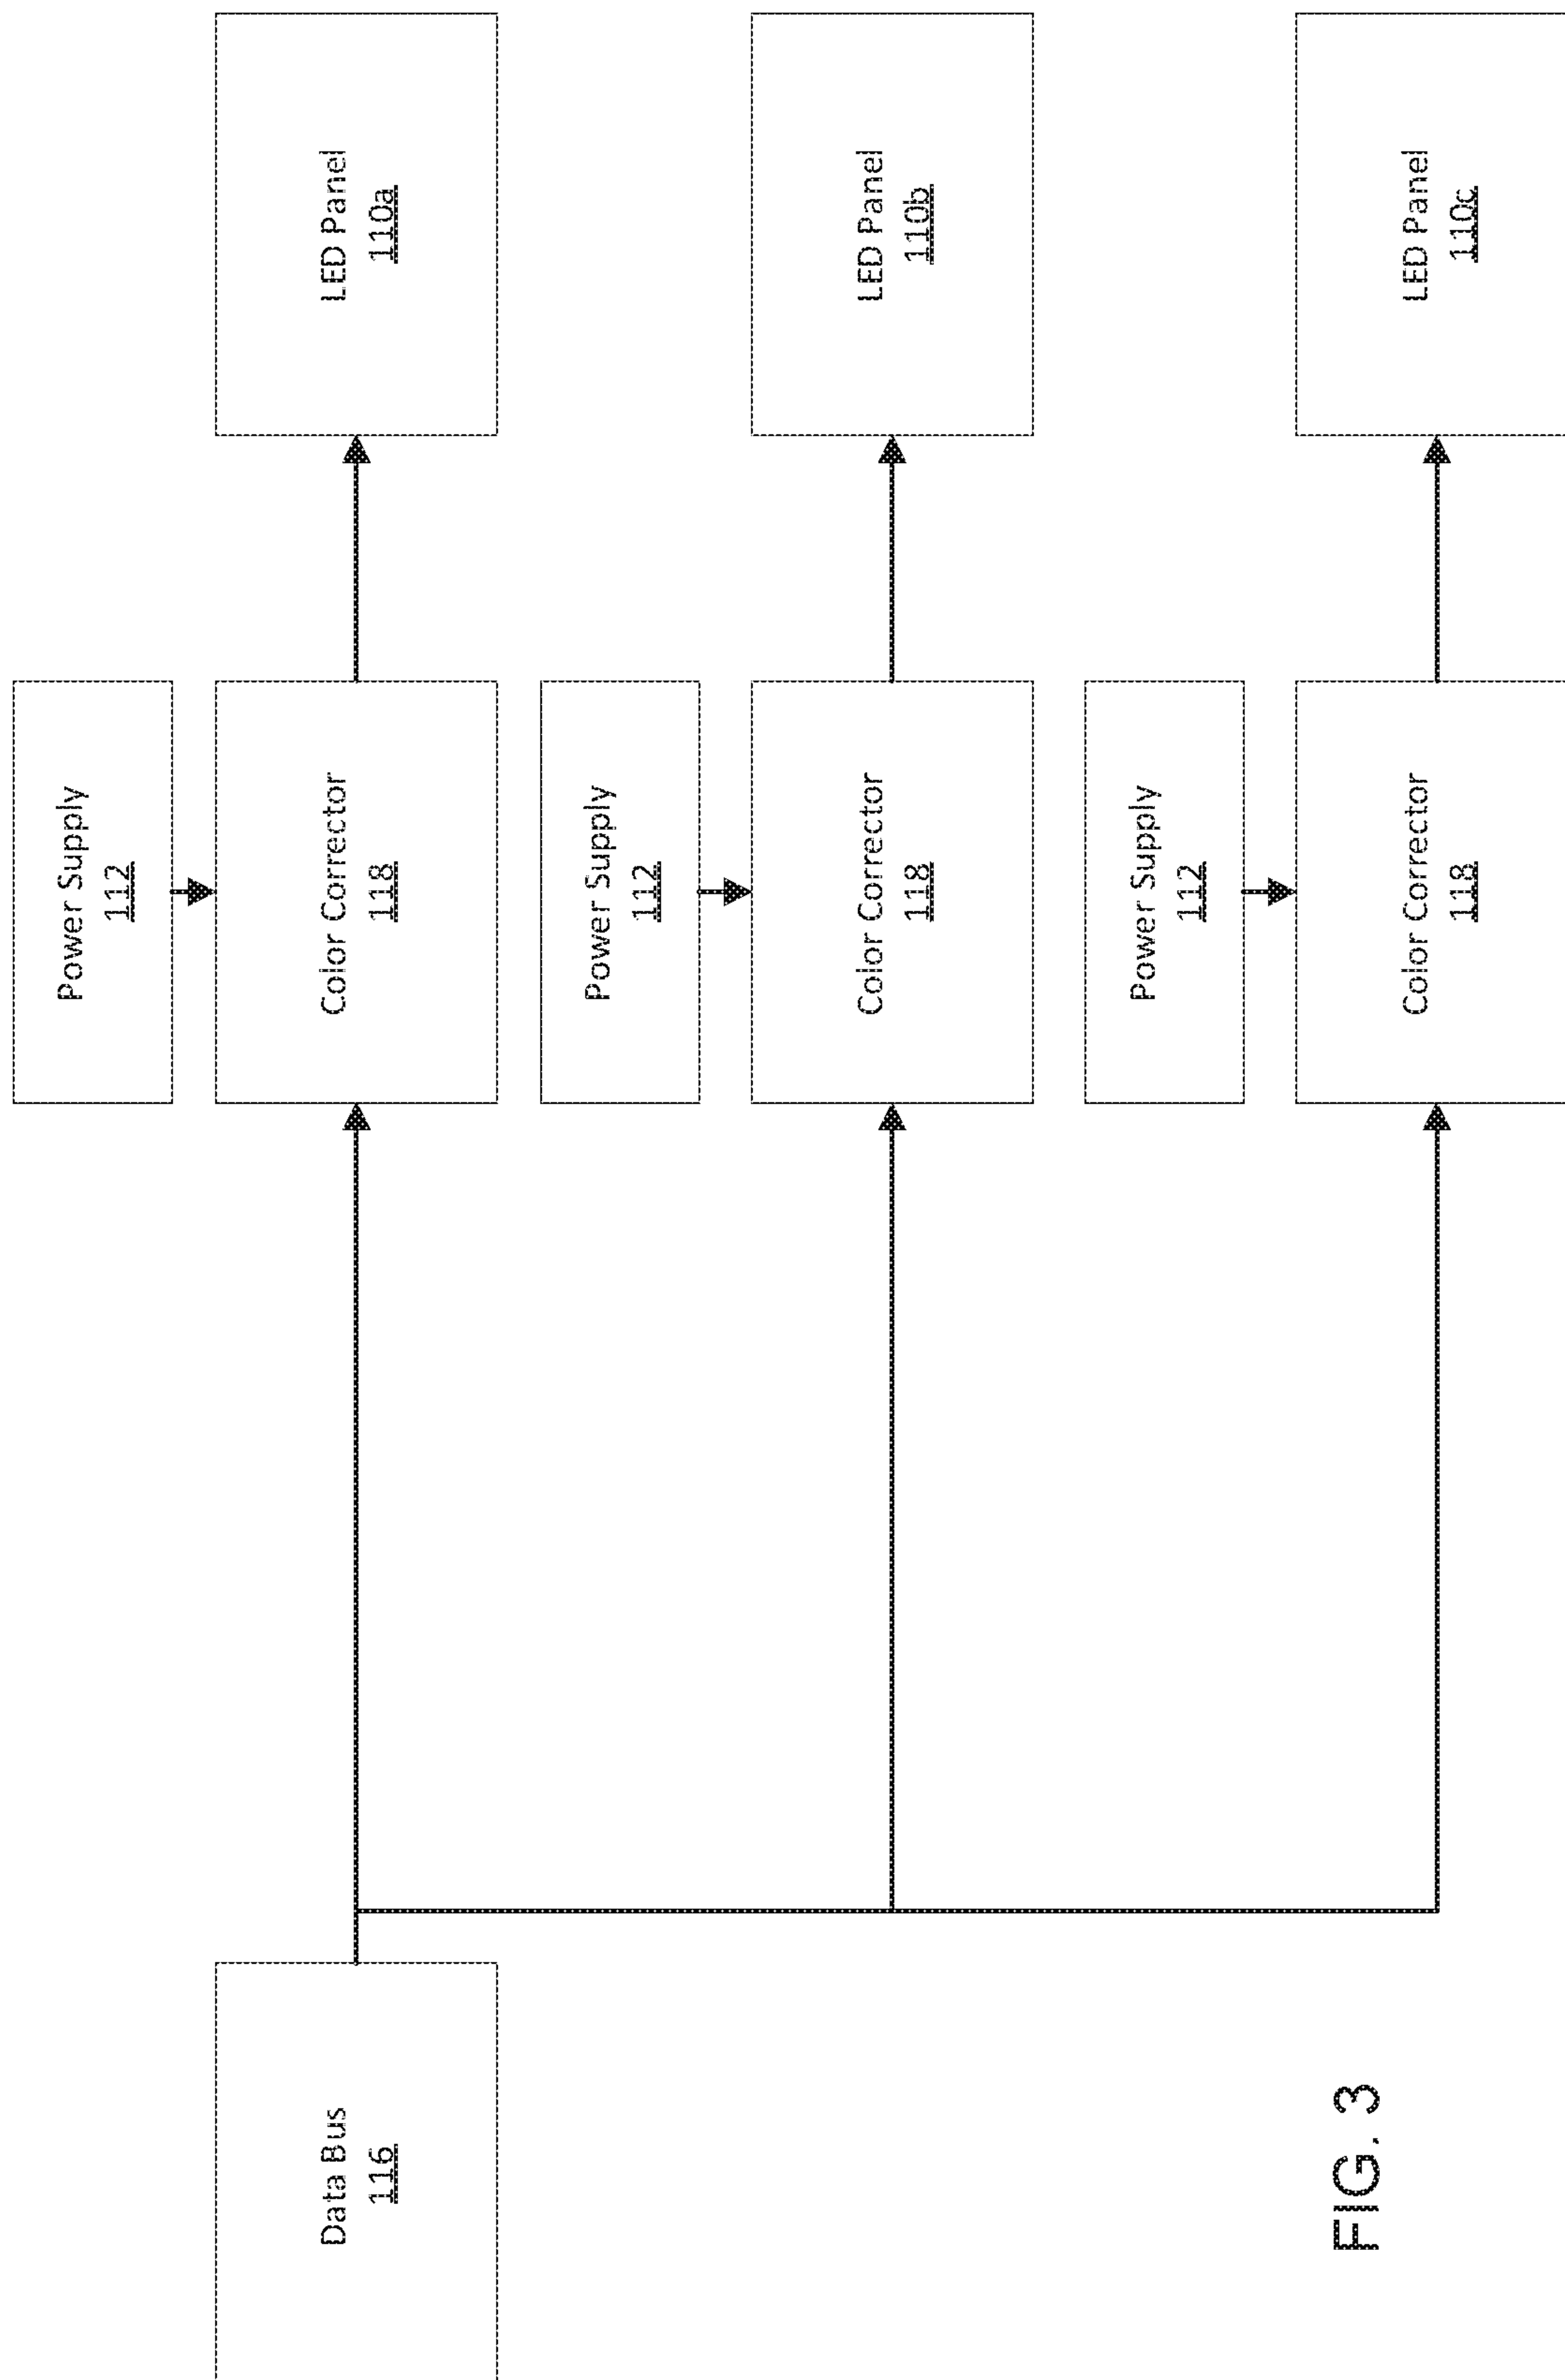 Power Supply
112
Data Bus
116
Color Corrector
118
LED Panel
110a
Power Supply
112
Color Corrector
118
LED Panel
110b
Power Supply
112
Color Corrector
118
LED Panel
110c
FIG. 3